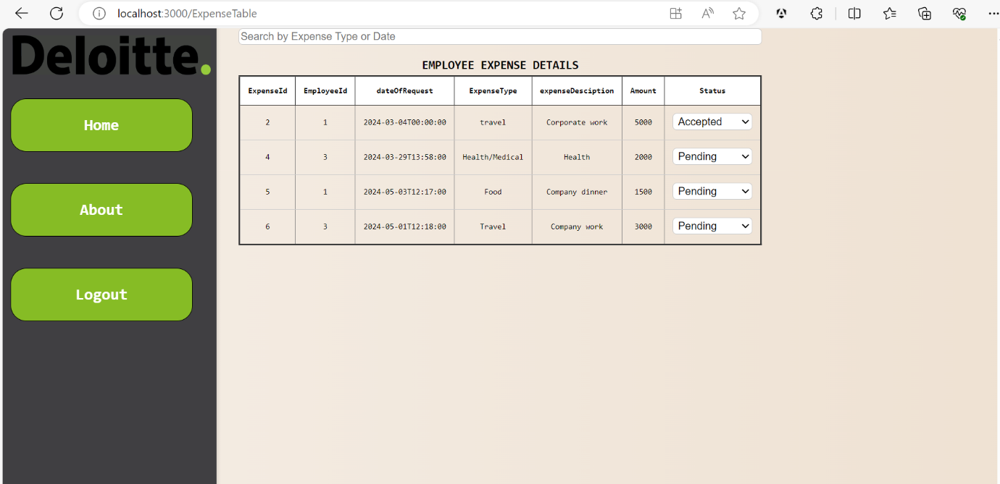 localhost:3000/ExpenseTable
Deloitte.
Home
About
Logout
Search by Expense Type or Date
EMPLOYEE EXPENSE DETAILS
ExpenseId EmployeeId dateOfRequest ExpenseType expenseDesciption Amount Status
2 1 2024-03-04T00:00:00 travel Corporate work 5000 Accepted
4 3 2024-03-29T13:58:00 Health/Medical Health 2000 Pending
5 1 2024-05-03T12:17:00 Food Company dinner 1500 Pending
6 3 2024-05-01T12:18:00 Travel Company work 3000 Pending